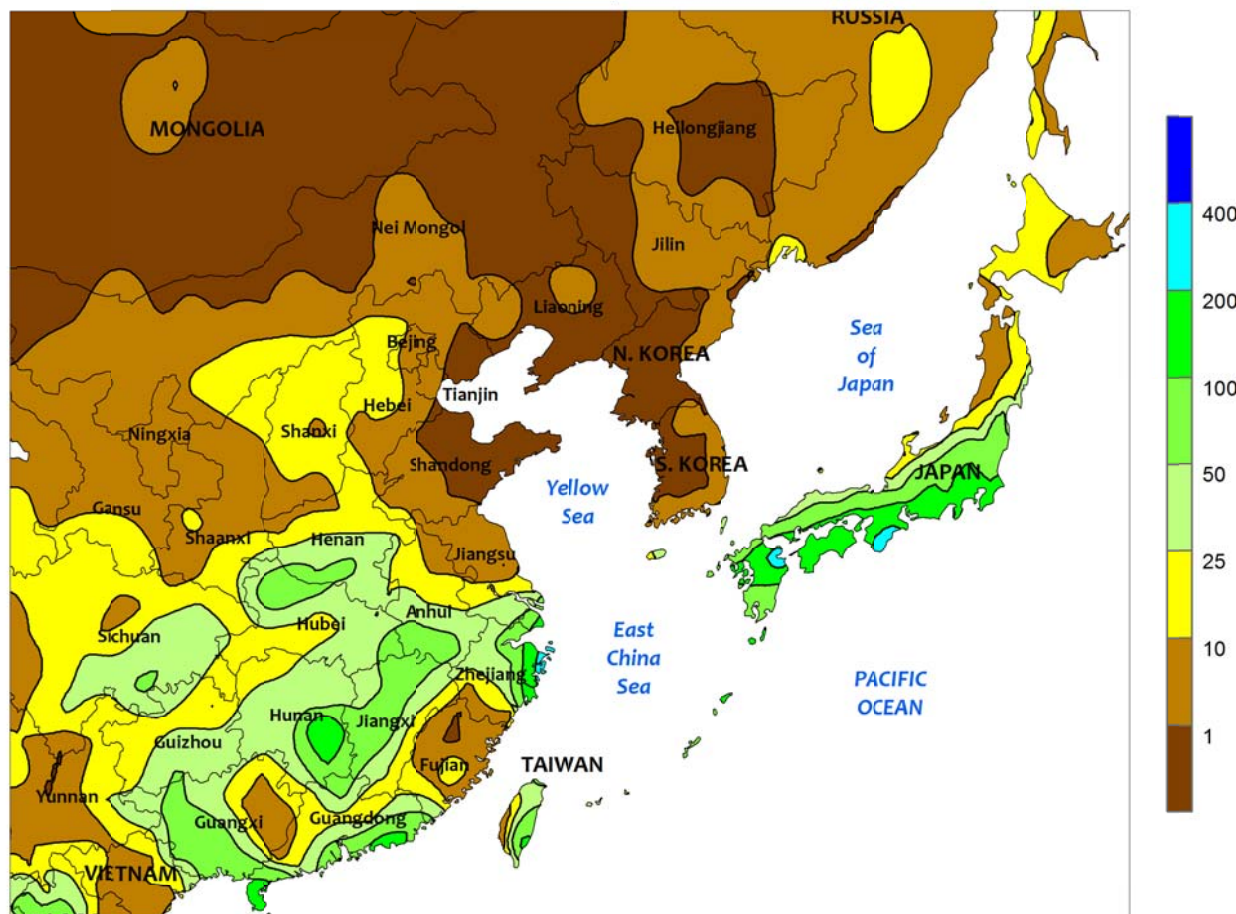 RUSSIA
MONGOLIA
Heilongjiang
Nei Mongol
Jilin
Liaoning
Bejing
N. KOREA
Sea
of
Japan
Tianjin
Hebei
Shanxi
Ningxia
Shandong
S. KOREA
JAPAN
Yellow
Sea
Gansu
Shaanxi
Henan
Jiangsu
Sichuan
Hubei
Anhui
East
China
Sea
Zhejiang
PACIFIC
OCEAN
Hunan
Jiangxi
Guizhou
Fujian
TAIWAN
Yunnan
Guangxi
Guangdong
VIETNAM
400
200
100
50
25
10
1